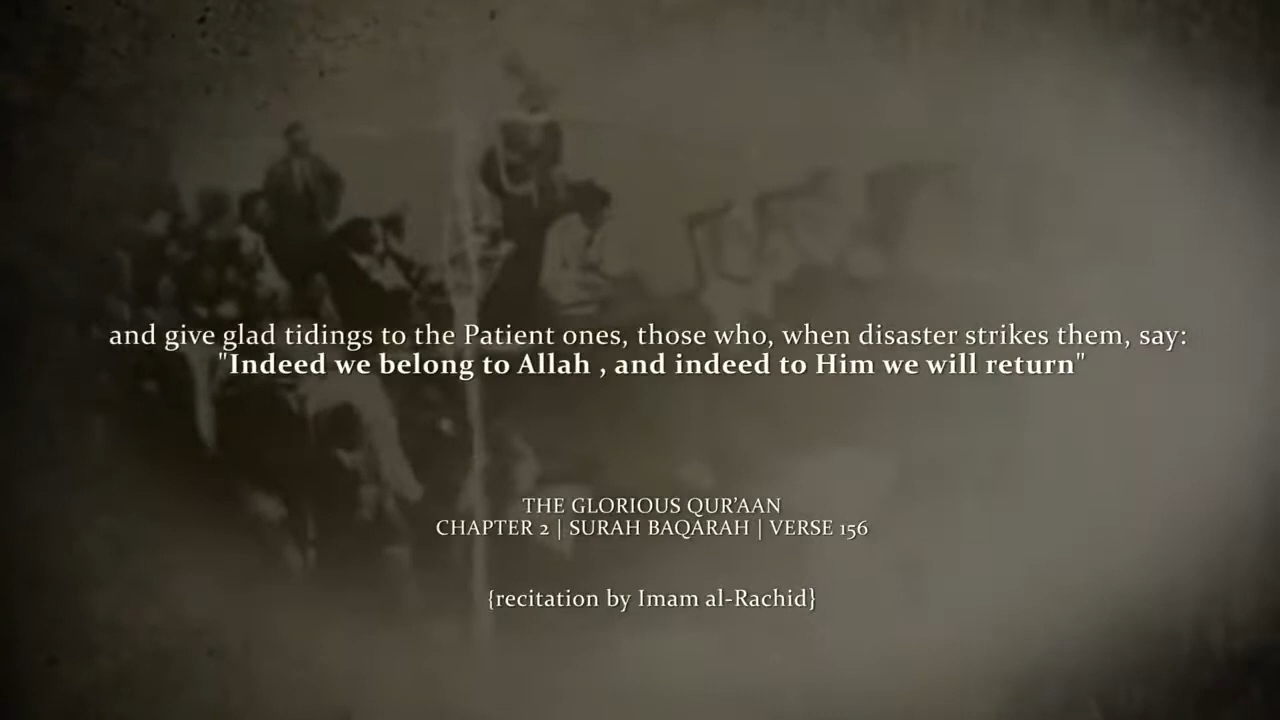 and give glad tidings to the Patient ones, those who, when disaster strikes them, say:
"Indeed we belong to Allah , and indeed to Him we will return"
THE GLORIOUS QUR’AAN
CHAPTER 2 | SURAH BAQARAH | VERSE 156
{recitation by Imam al-Rachid}